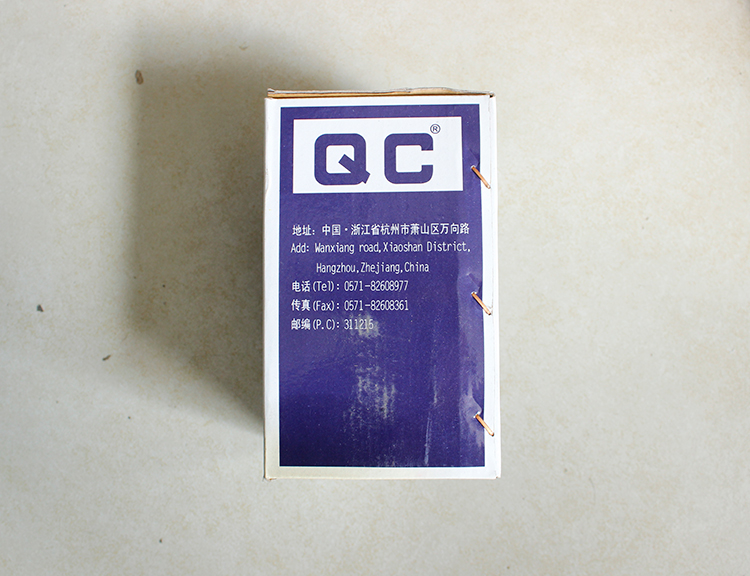 QC®
地址: 中国·浙江省杭州市萧山区万向路
Add: Wanxiang road,Xiaoshan District,
Hangzhou,Zhejiang,China
电话(Tel): 0571-82608977
传真(Fax): 0571-82608361
邮编(P.C): 311215